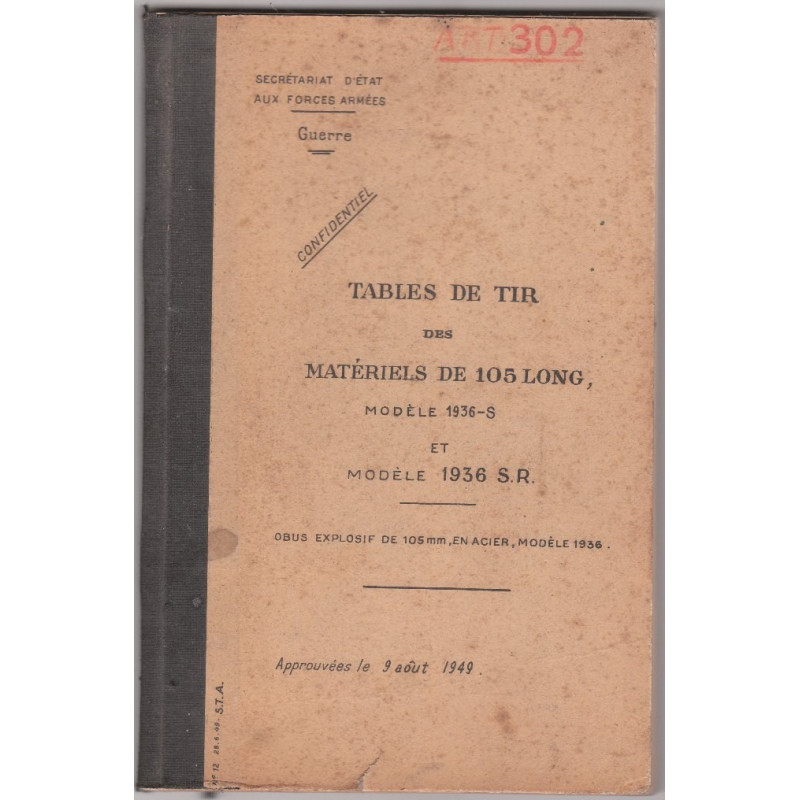 ART 302
SECRÉTARIAT D'ÉTAT
AUX FORCES ARMÉES
Guerre
CONFIDENTIEL
TABLES DE TIR
DES
MATÉRIELS DE 105 LONG,
MODÈLE 1936-S
ET
MODÈLE 1936 S.R.
OBUS EXPLOSIF DE 105mm, EN ACIER, MODÈLE 1936.
Approuvées le 9 août 1949.
S.T.A.